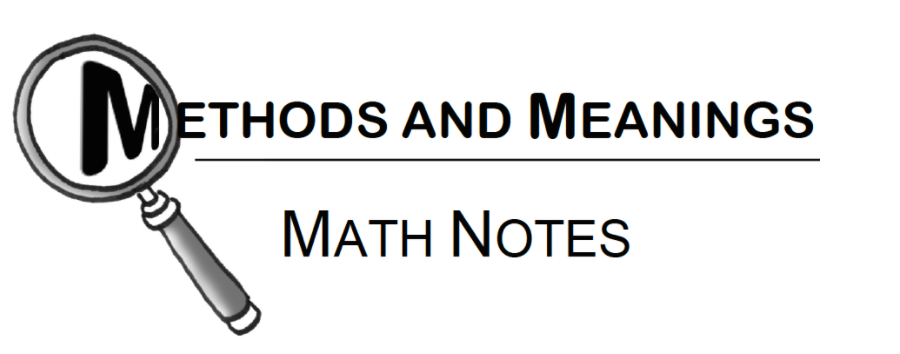 METHODS AND MEANINGS
MATH NOTES